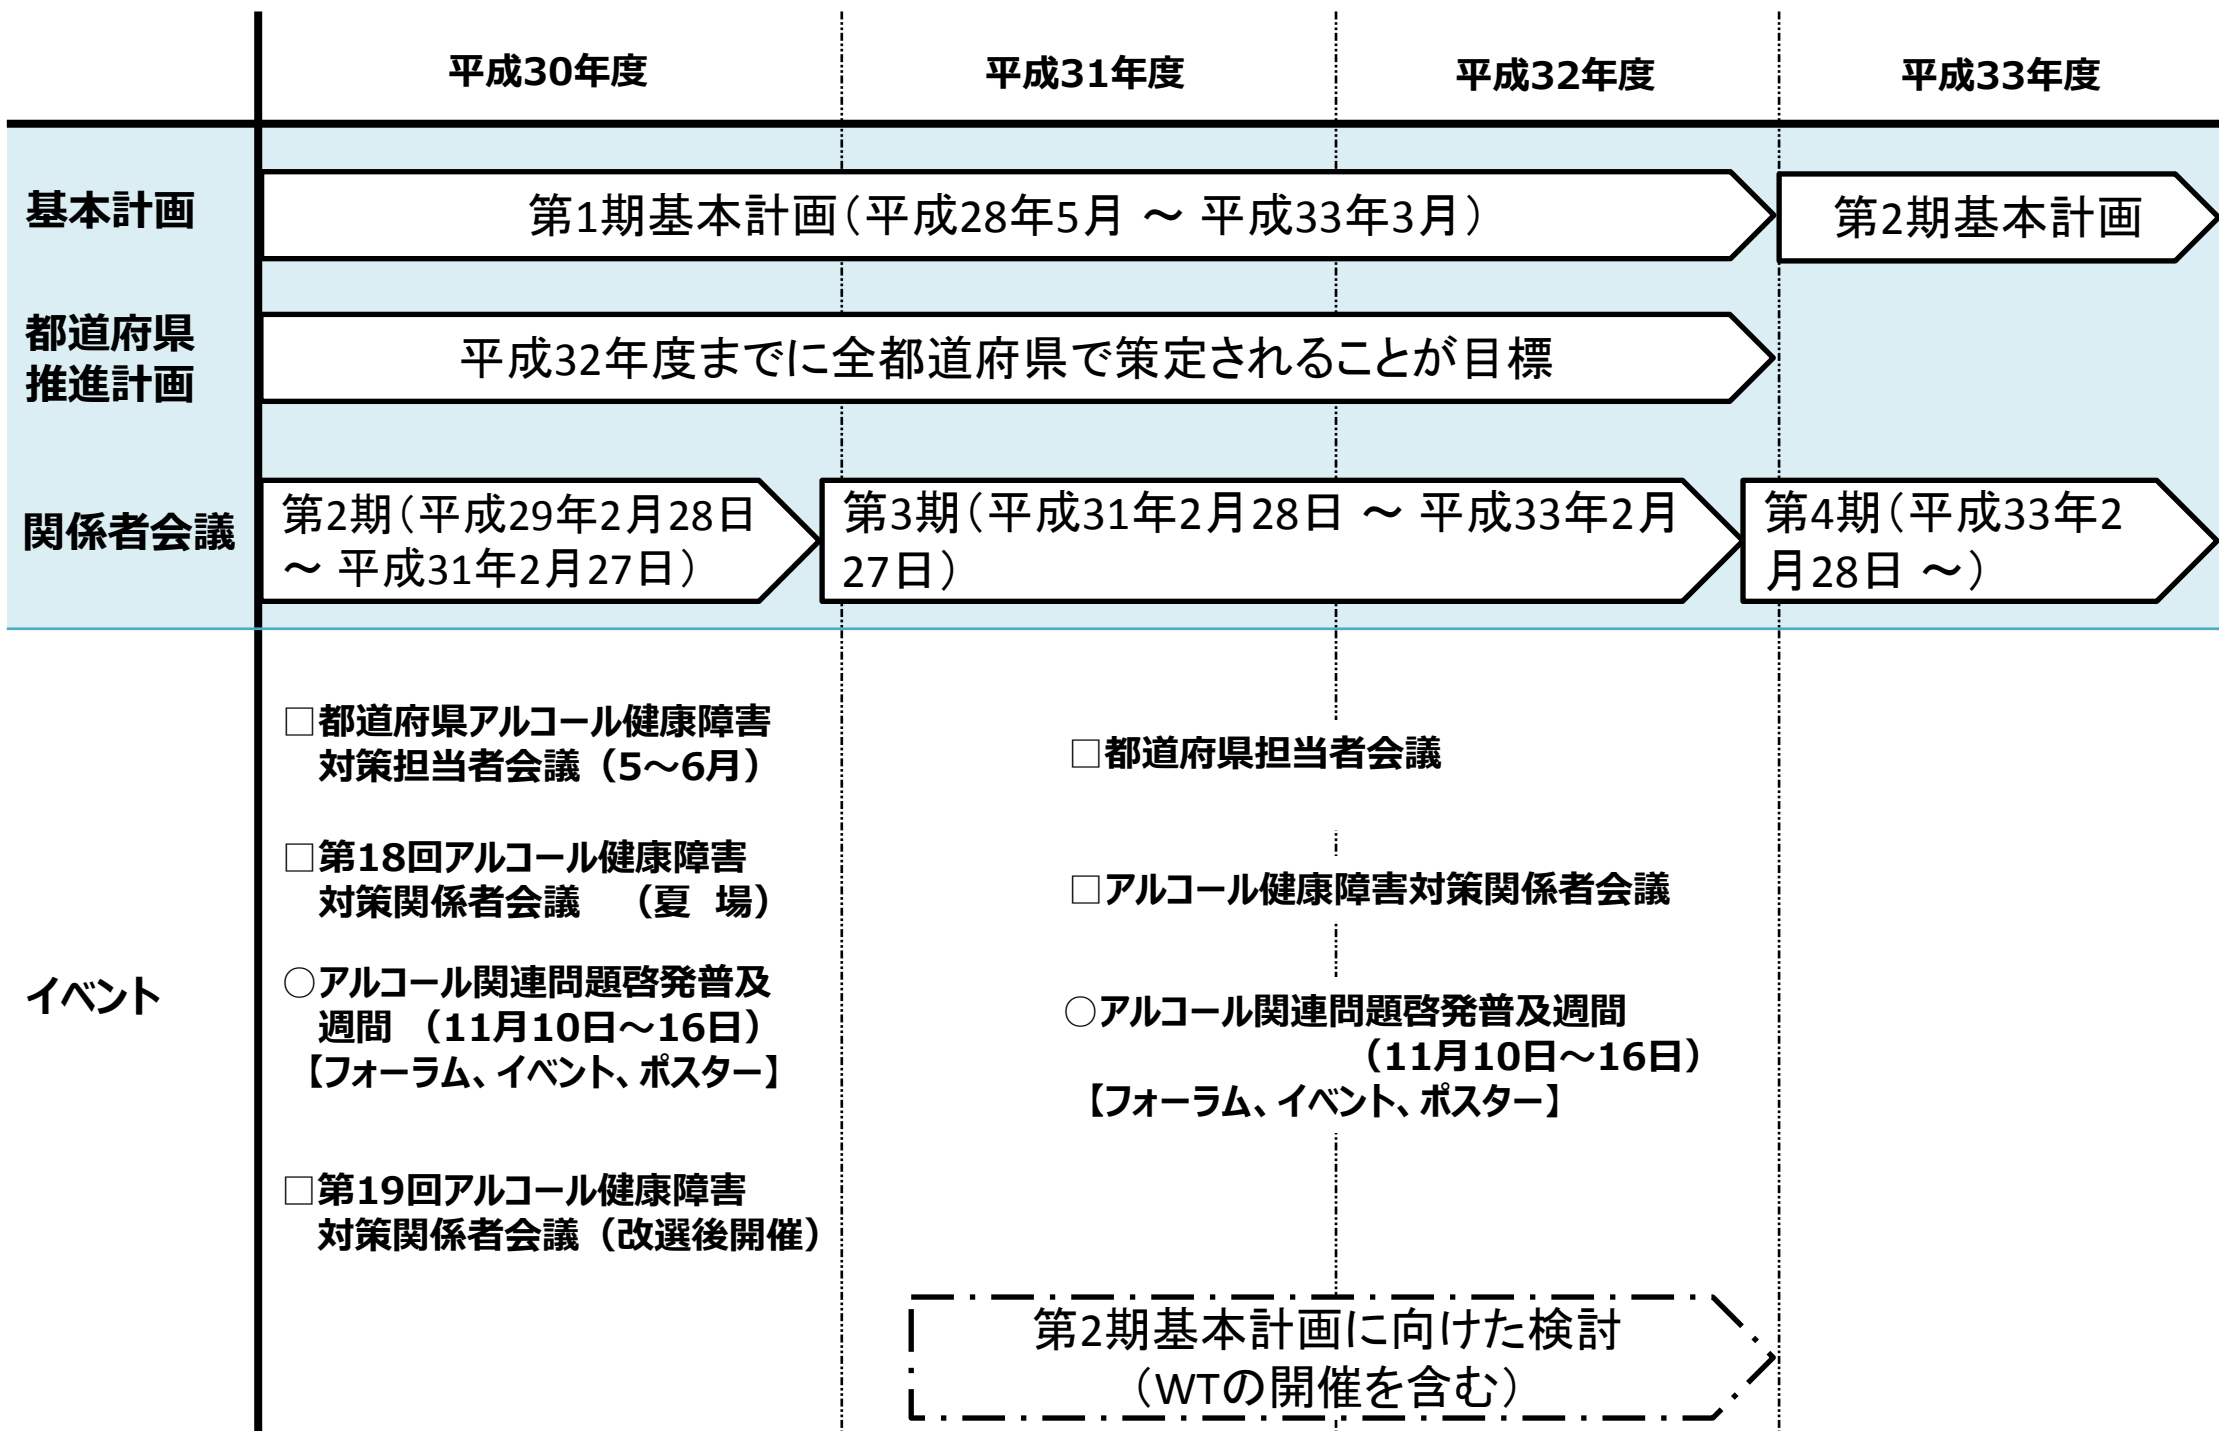 平成30年度
平成31年度
平成32年度
平成33年度
基本計画
第1期基本計画（平成28年5月 ～ 平成33年3月）
第2期基本計画
都道府県
推進計画
平成32年度までに全都道府県で策定されることが目標
関係者会議
第2期（平成29年2月28日
～ 平成31年2月27日）
第3期（平成31年2月28日 ～ 平成33年2月
27日）
第4期（平成33年2
月28日 ～）
イベント
□都道府県アルコール健康障害
対策担当者会議（5～6月）
□第18回アルコール健康障害
対策関係者会議　（夏 場）
○アルコール関連問題啓発普及
週間 （11月10日～16日）
【フォーラム、イベント、ポスター】
□第19回アルコール健康障害
対策関係者会議（改選後開催）
□都道府県担当者会議
□アルコール健康障害対策関係者会議
○アルコール関連問題啓発普及週間
（11月10日～16日）
【フォーラム、イベント、ポスター】
第2期基本計画に向けた検討
（WTの開催を含む）